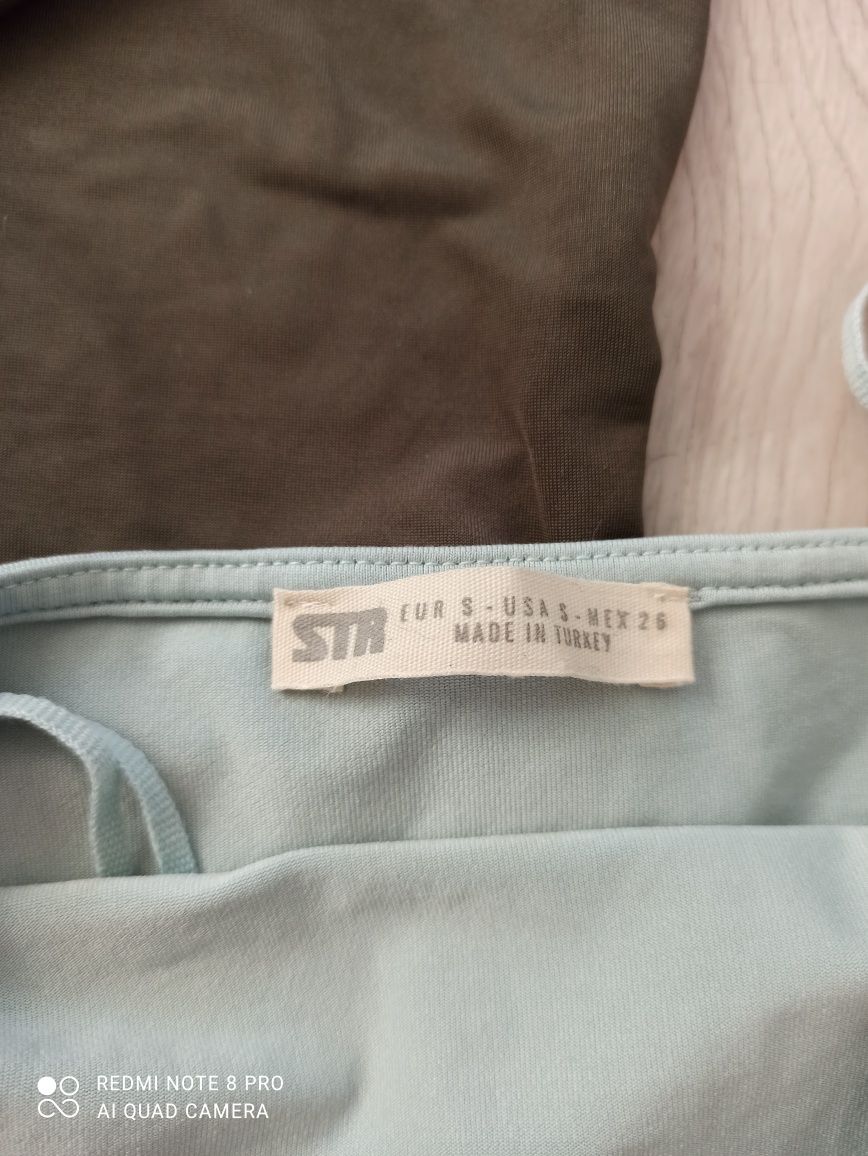 STR EUR S - USA S - MEX 26
MADE IN TURKEY
REDMI NOTE 8 PRO
AI QUAD CAMERA